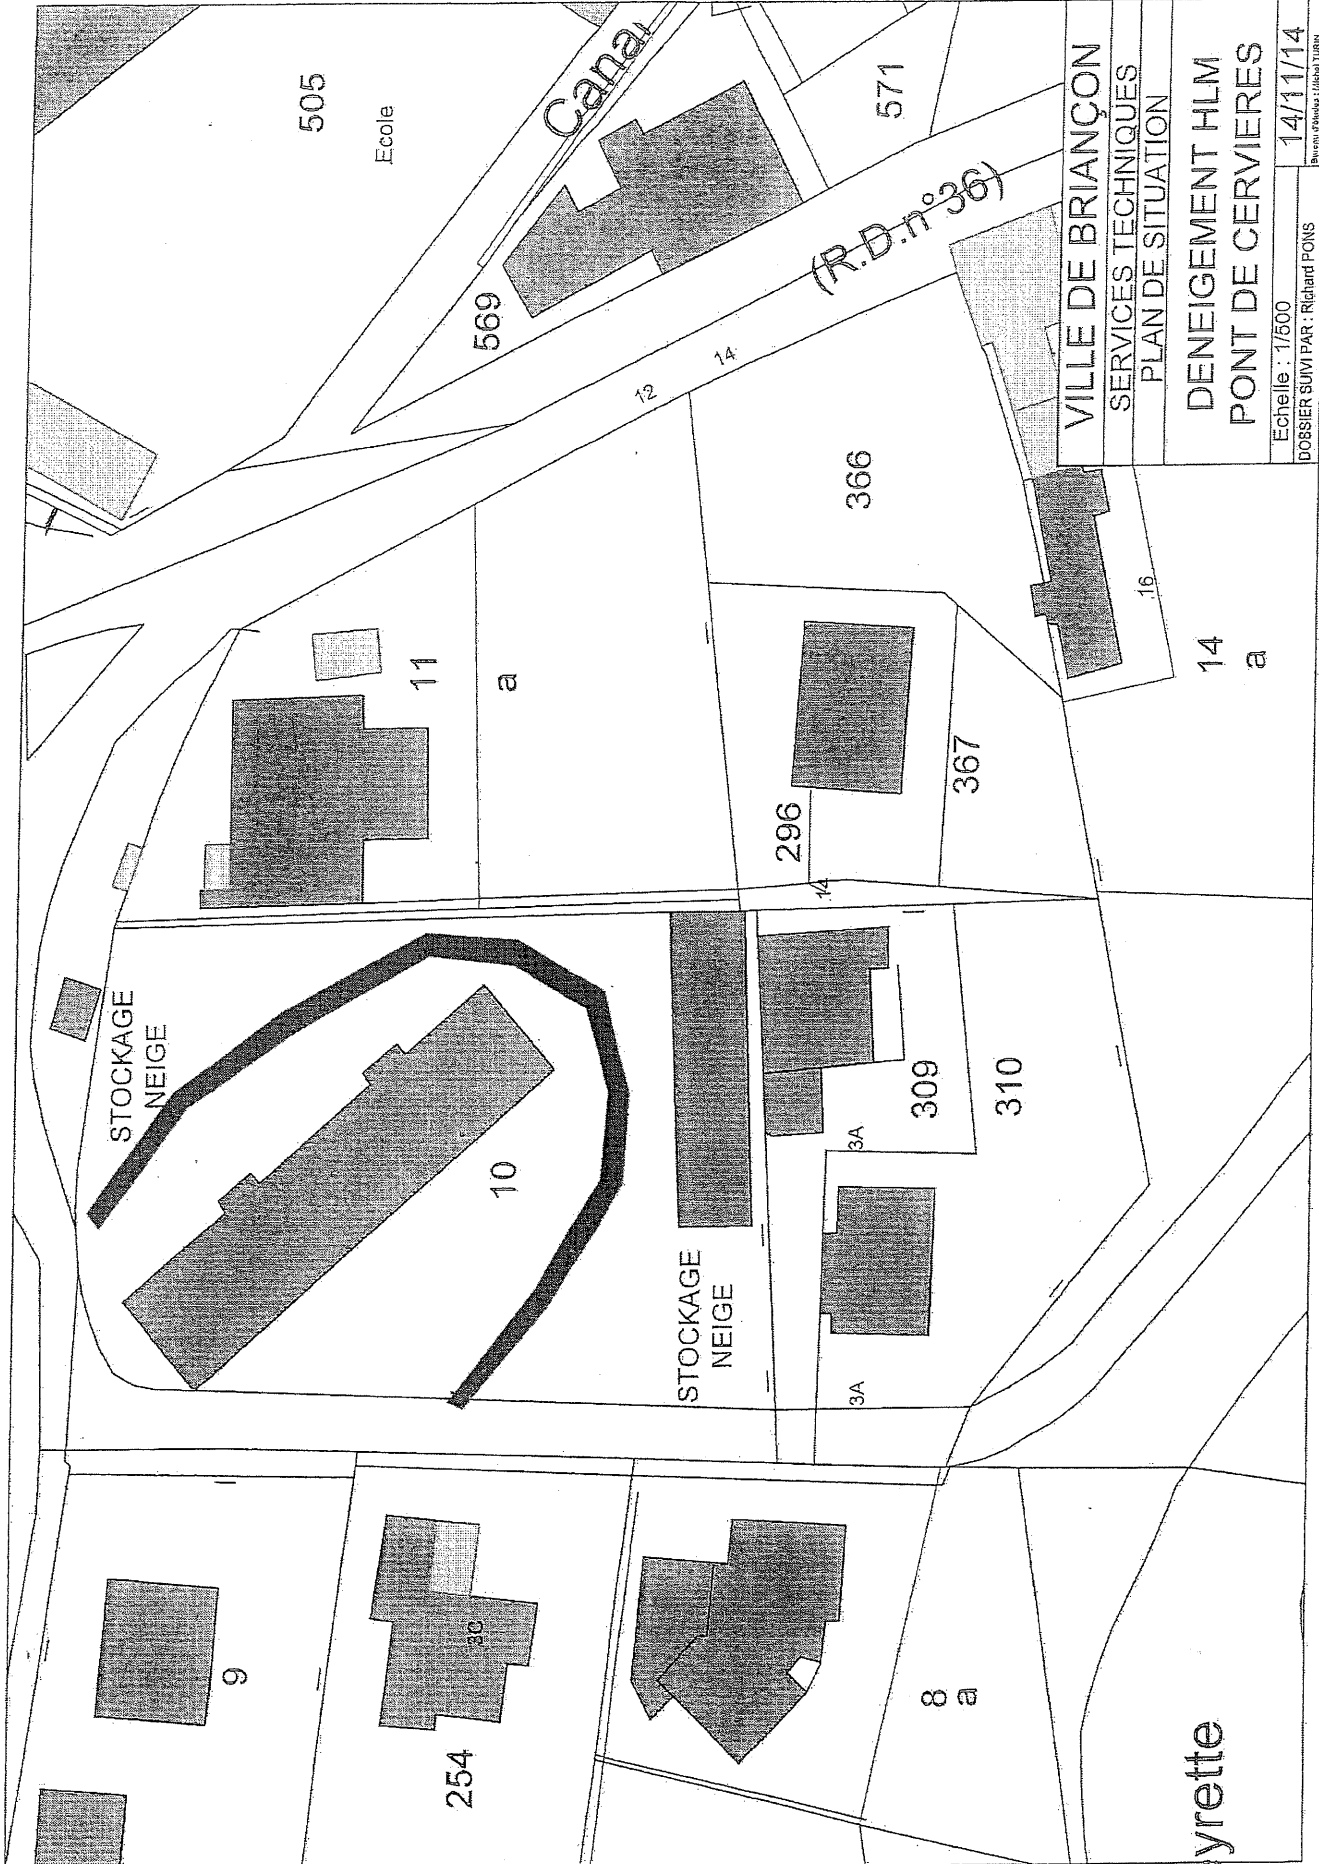 505
Ecole
Canal
571
569
(R.D.n°36)
12
14
366
11
a
296
367
14
16
14
a
STOCKAGE
NEIGE
10
STOCKAGE
NEIGE
309
310
3A
3A
9
254
3C
8
a
yrette
VILLE DE BRIANÇON
SERVICES TECHNIQUES
PLAN DE SITUATION
DENEIGEMENT HLM
PONT DE CERVIERES
Echelle : 1/500
14/11/14
DOSSIER SUIVI PAR : Richard PONS